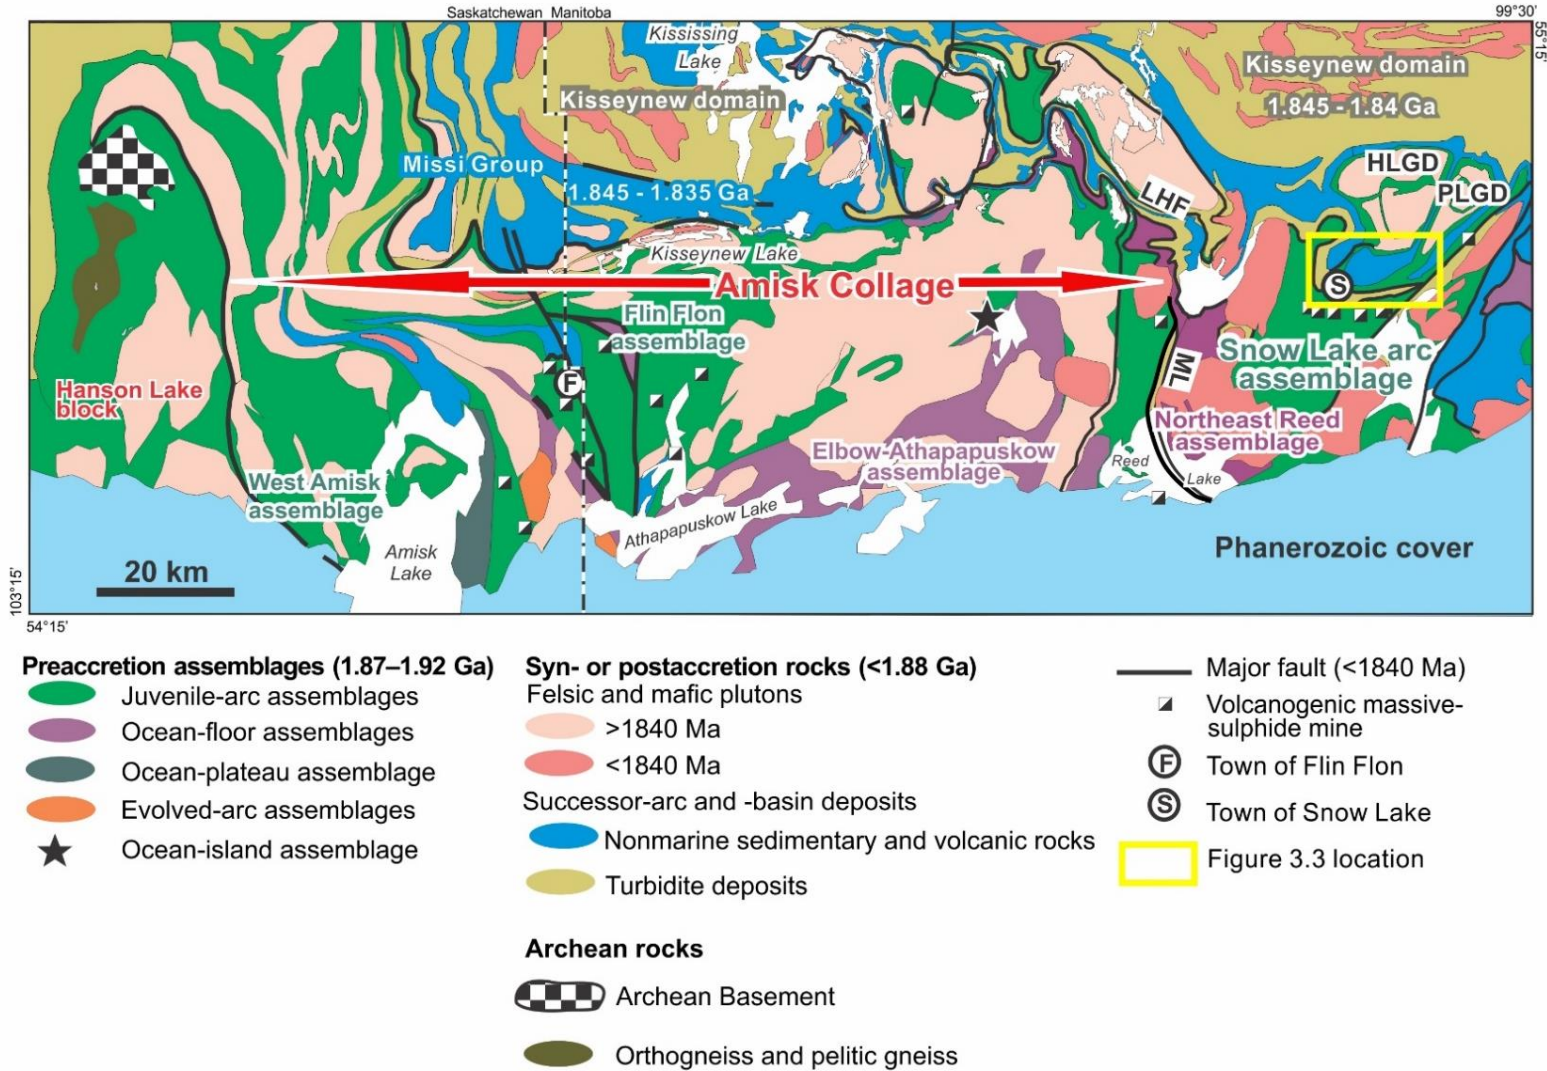 Saskatchewan Manitoba
99°30'
55°15'
Kississing
Lake
Kisseynew domain
Kisseynew domain
1.845 - 1.84 Ga
Missi Group
1.845 - 1.835 Ga
HLGD
PLGD
LHF
Kisseynew Lake
Amisk Collage
S
Flin Flon
assemblage
F
ML
Snow Lake arc
assemblage
Hanson Lake
block
Northeast Reed
assemblage
Elbow-Athapapuskow
assemblage
Reed
Lake
West Amisk
assemblage
Athapapuskow Lake
Amisk
Lake
Phanerozoic cover
20 km
103°15'
54°15'
Preaccretion assemblages (1.87–1.92 Ga)
Juvenile-arc assemblages
Ocean-floor assemblages
Ocean-plateau assemblage
Evolved-arc assemblages
Ocean-island assemblage
Syn- or postaccretion rocks (<1.88 Ga)
Felsic and mafic plutons
>1840 Ma
<1840 Ma
Successor-arc and -basin deposits
Nonmarine sedimentary and volcanic rocks
Turbidite deposits
Archean rocks
Archean Basement
Orthogneiss and pelitic gneiss
Major fault (<1840 Ma)
Volcanogenic massive-
sulphide mine
F Town of Flin Flon
S Town of Snow Lake
Figure 3.3 location